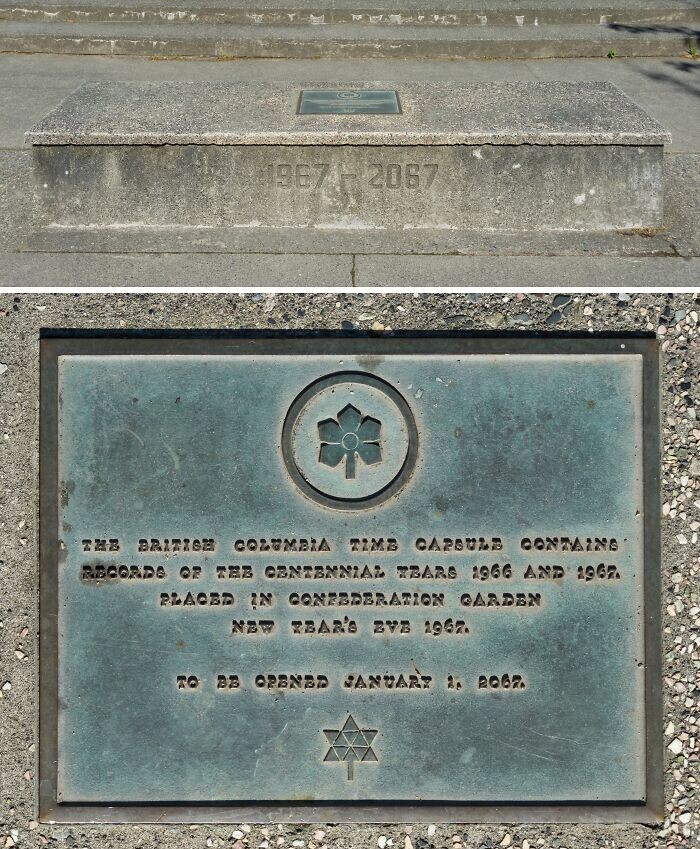 1967 - 2067
THE BRITISH COLUMBIA TIME CAPSULE CONTAINS
RECORDS OF THE CENTENNIAL YEARS 1966 AND 1967.
PLACED IN CONFEDERATION GARDEN
NEW YEAR'S EVE 1967.
TO BE OPENED JANUARY 1, 2067.